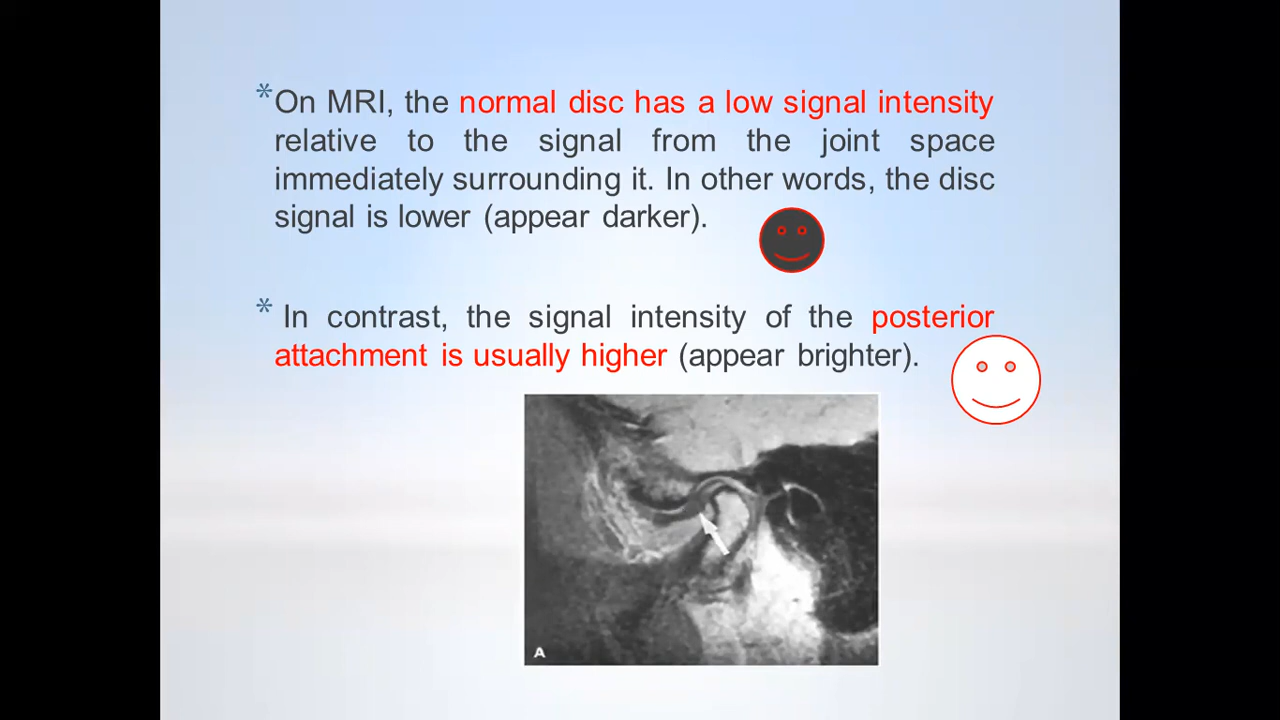 *On MRI, the normal disc has a low signal intensity
relative to the signal from the joint space
immediately surrounding it. In other words, the disc
signal is lower (appear darker).
* In contrast, the signal intensity of the posterior
attachment is usually higher (appear brighter).
A